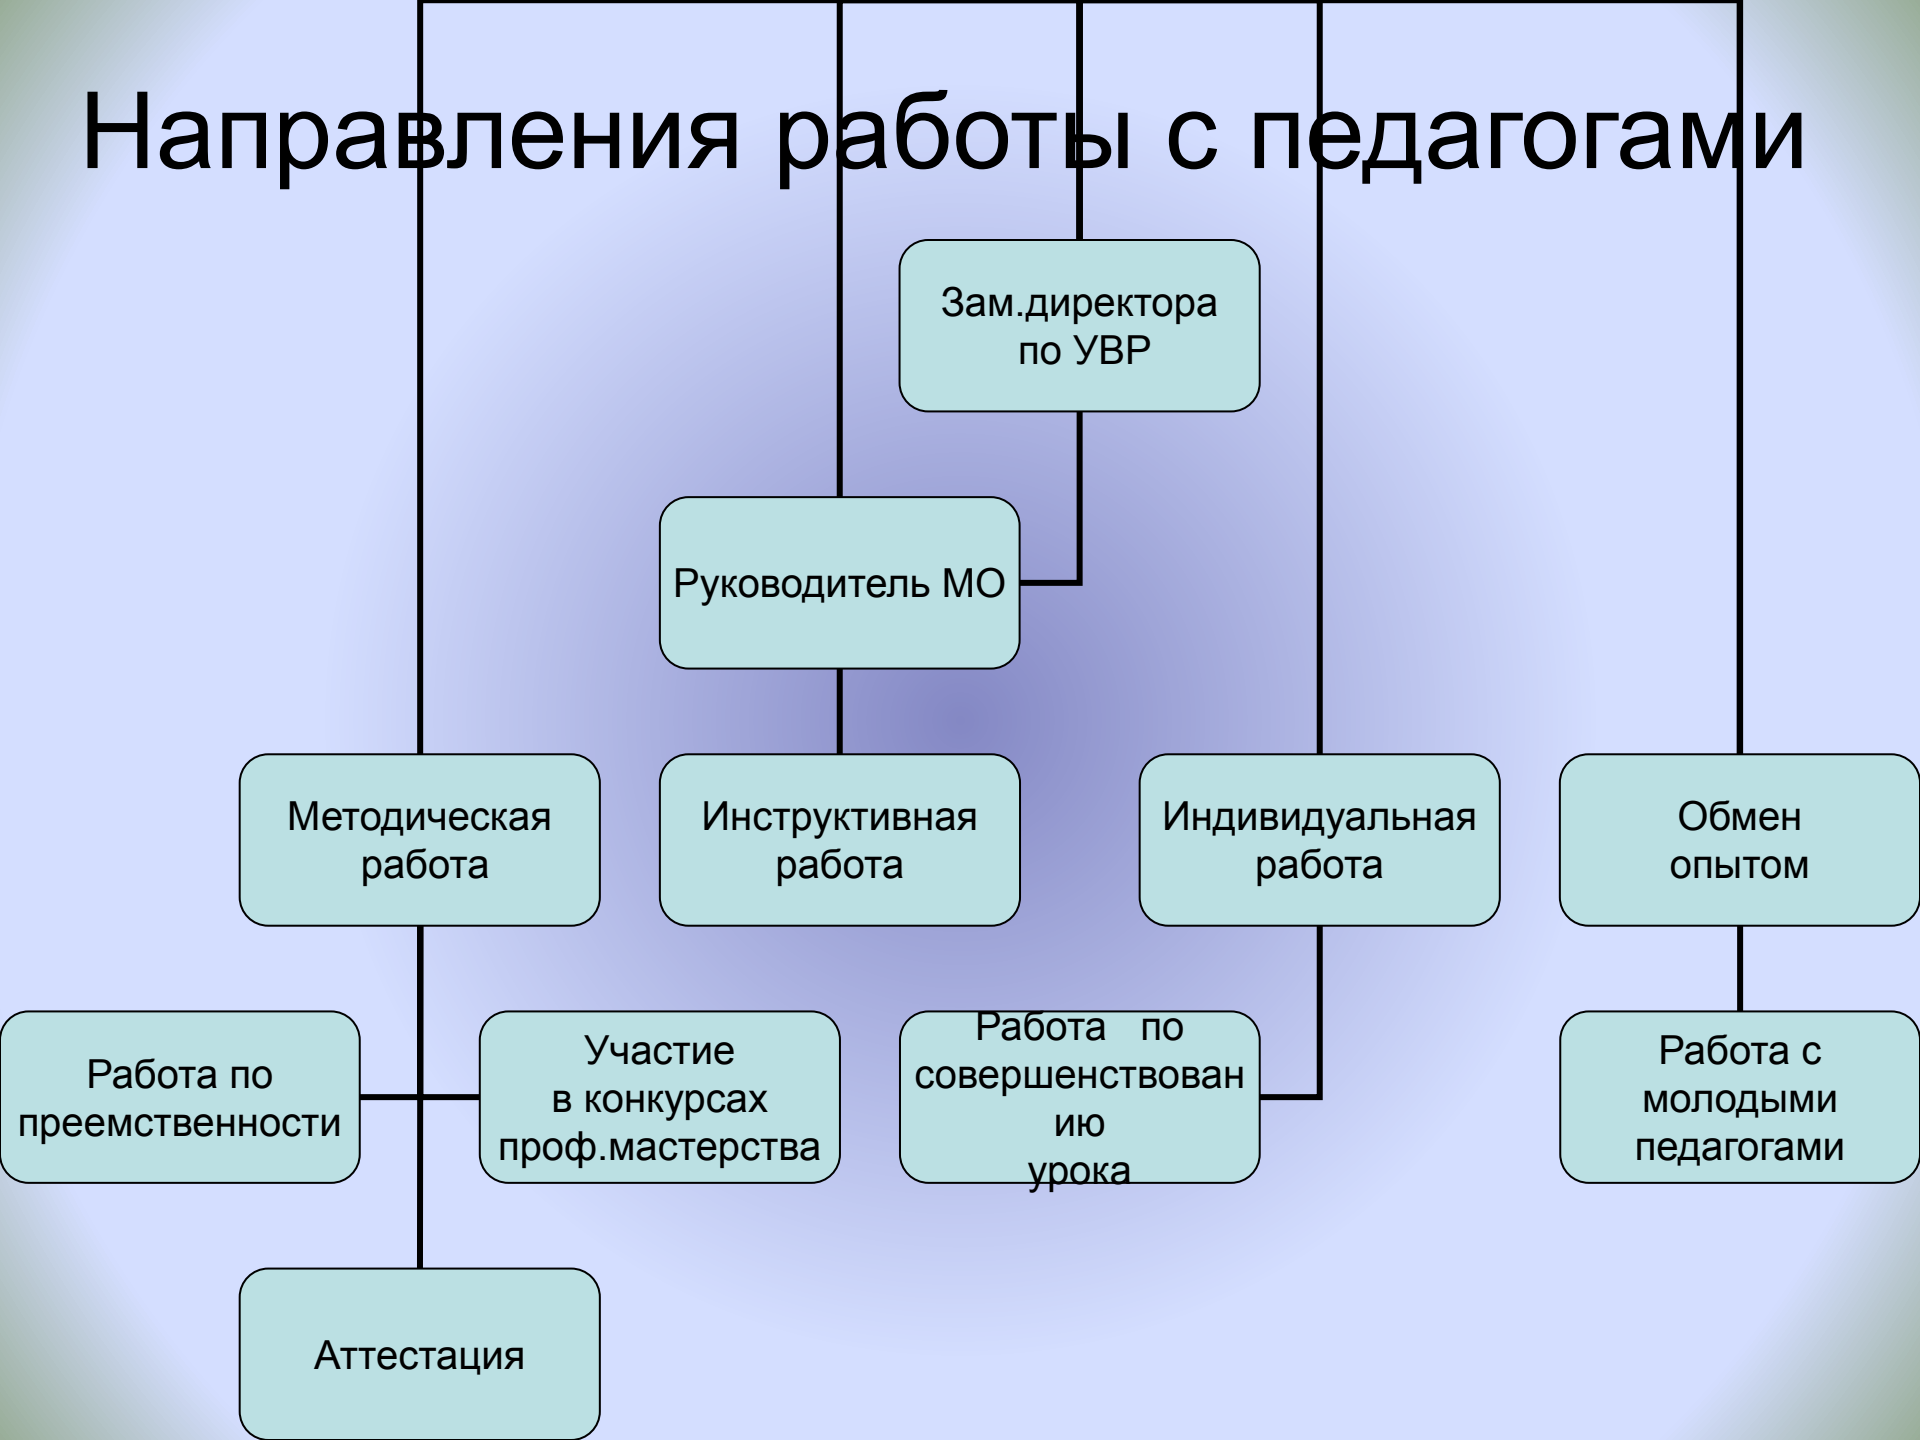 Направления работы с педагогами
Зам.директора
по УВР
Руководитель МО
Методическая
работа
Инструктивная
работа
Индивидуальная
работа
Обмен
опытом
Работа по
преемственности
Участие
в конкурсах
проф.мастерства
Работа по
совершенствован
ию
урока
Работа с
молодыми
педагогами
Аттестация